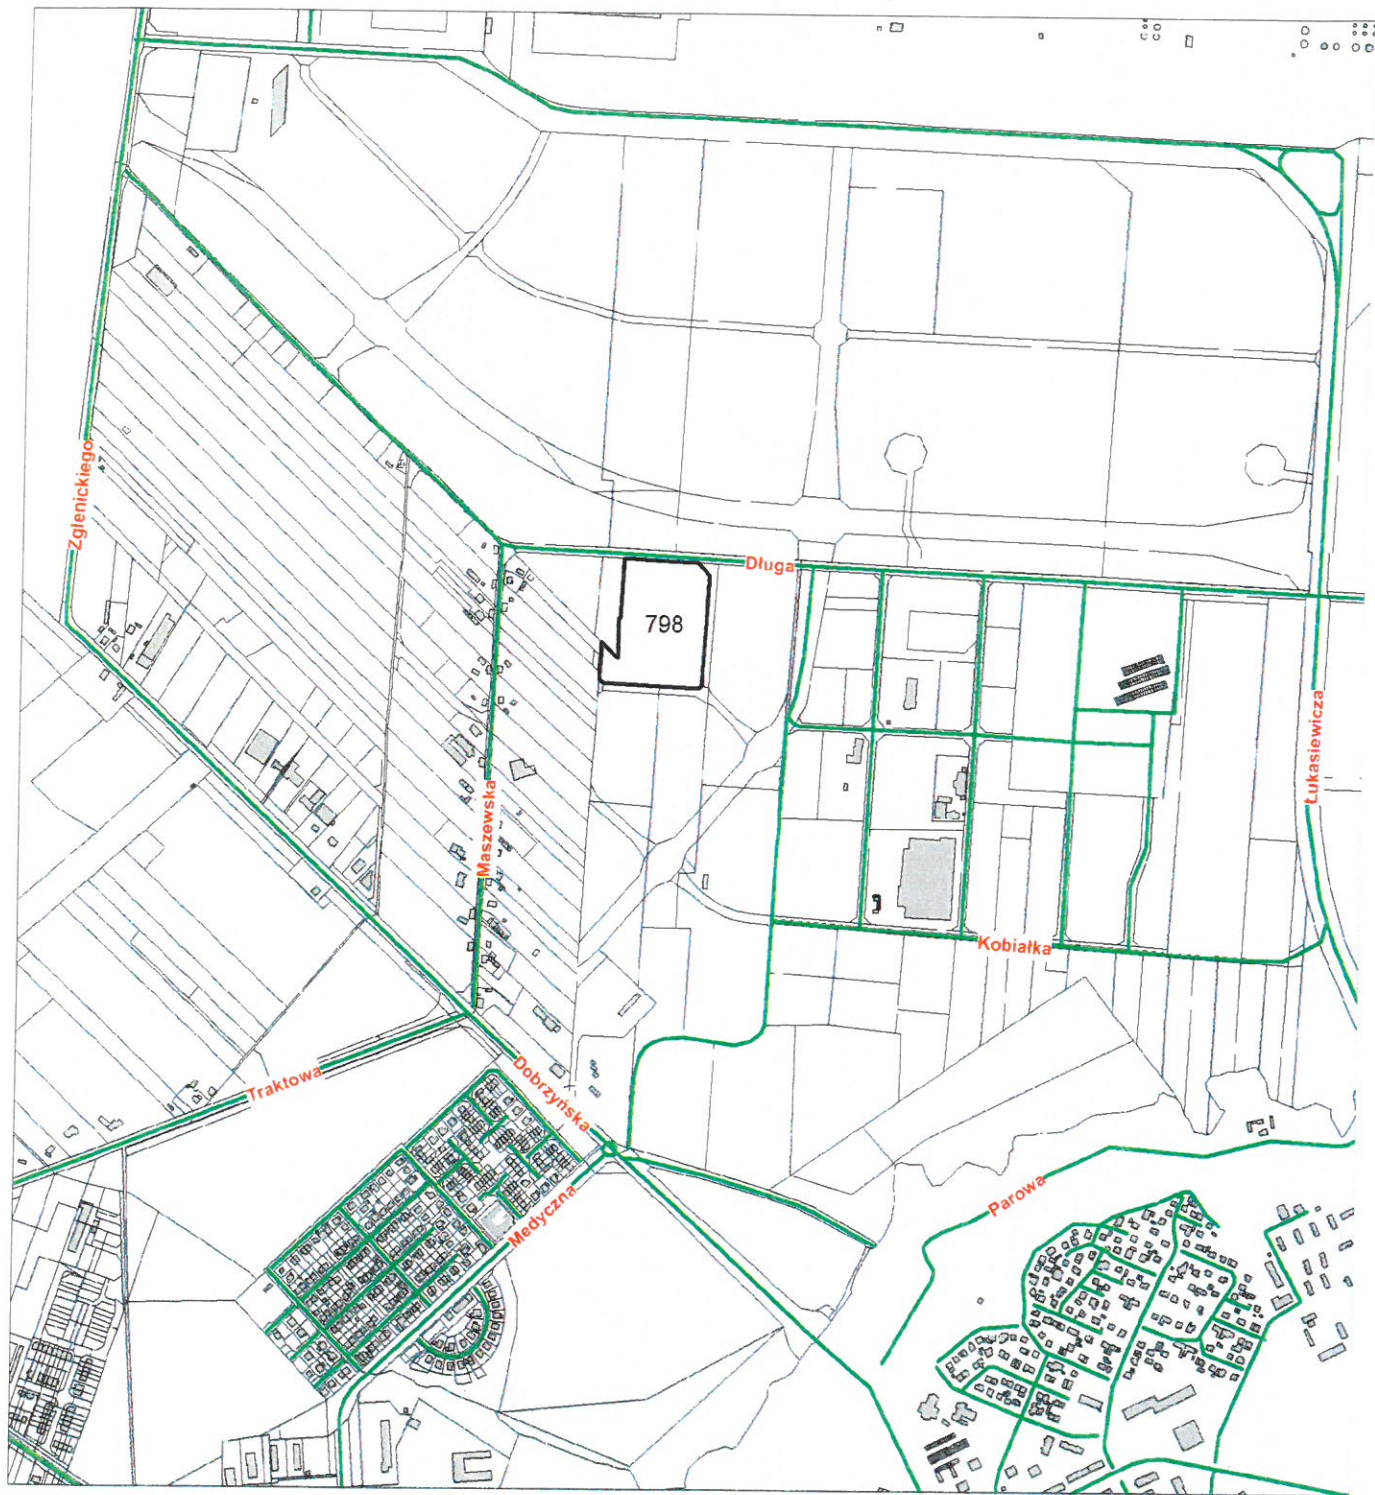 Zglenickiego
Długa
798
Łukasiewicza
Maszewska
Kobiałka
Traktowa
Dobrzyńska
Medyczna
Parowa